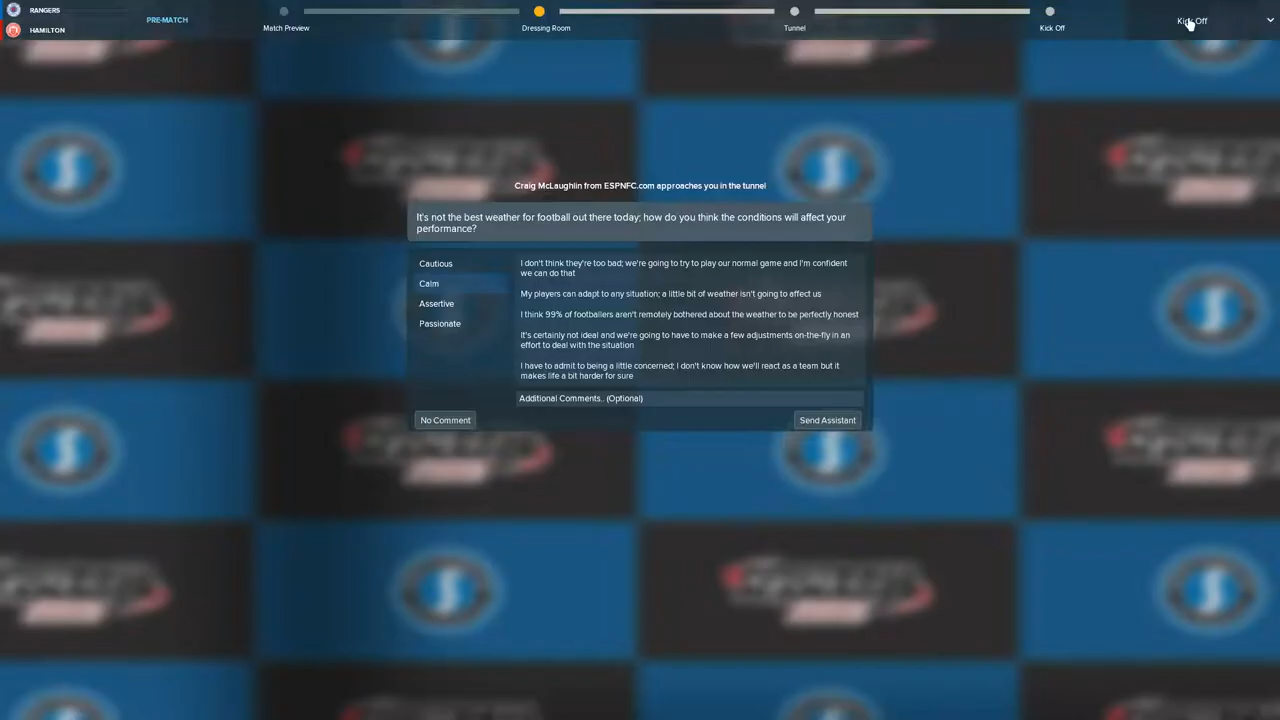 RANGERS
HAMILTON
PRE-MATCH
Match Preview
Dressing Room
Tunnel
Kick Off
Kick Off
Craig McLaughlin from ESPNFC.com approaches you in the tunnel
It's not the best weather for football out there today; how do you think the conditions will affect your
performance?
Cautious
Calm
Assertive
Passionate
I don't think they're too bad; we're going to try to play our normal game and I'm confident
we can do that
My players can adapt to any situation; a little bit of weather isn't going to affect us
I think 99% of footballers aren't remotely bothered about the weather to be perfectly honest
It's certainly not ideal and we're going to have to make a few adjustments on-the-fly in an
effort to deal with the situation
I have to admit to being a little concerned; I don't know how we'll react as a team but it
makes life a bit harder for sure
Additional Comments.. (Optional)
No Comment
Send Assistant